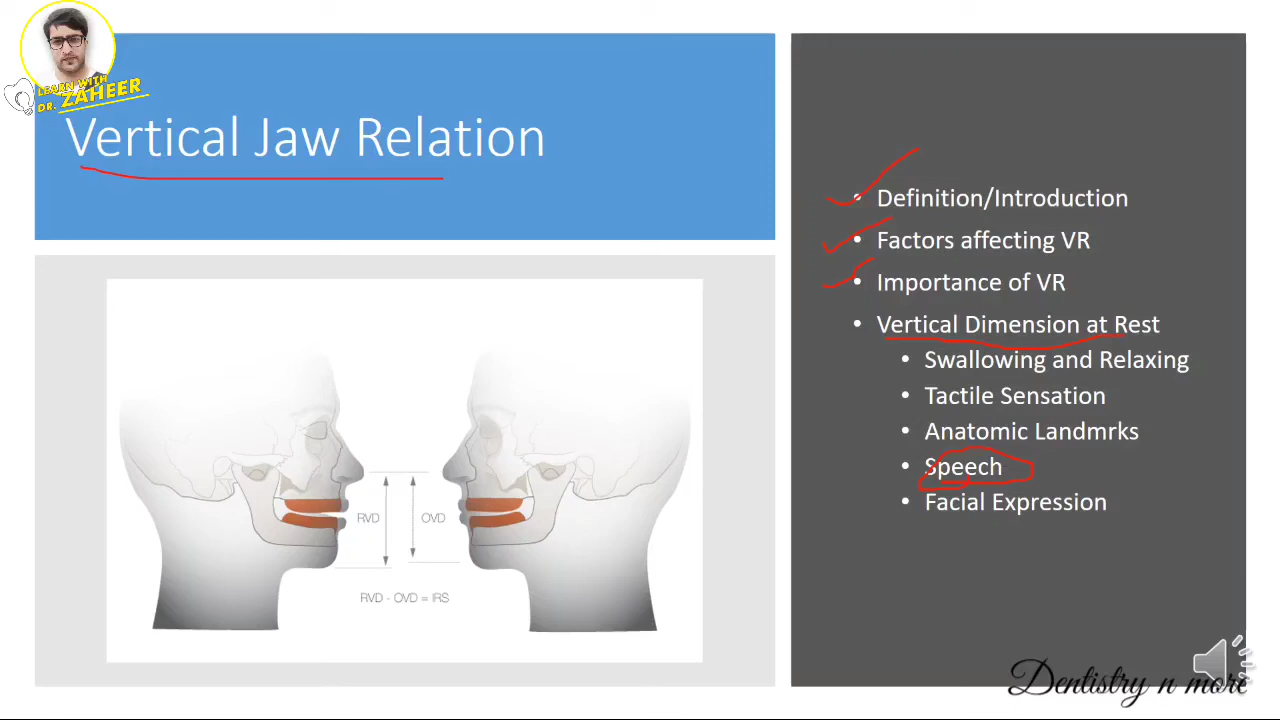 LEARN WITH
DR. ZAHEER
Vertical Jaw Relation
RVD
OVD
RVD - OVD = IRS
• Definition/Introduction
• Factors affecting VR
• Importance of VR
• Vertical Dimension at Rest
• Swallowing and Relaxing
• Tactile Sensation
• Anatomic Landmrks
• Speech
• Facial Expression
Dentistry n more